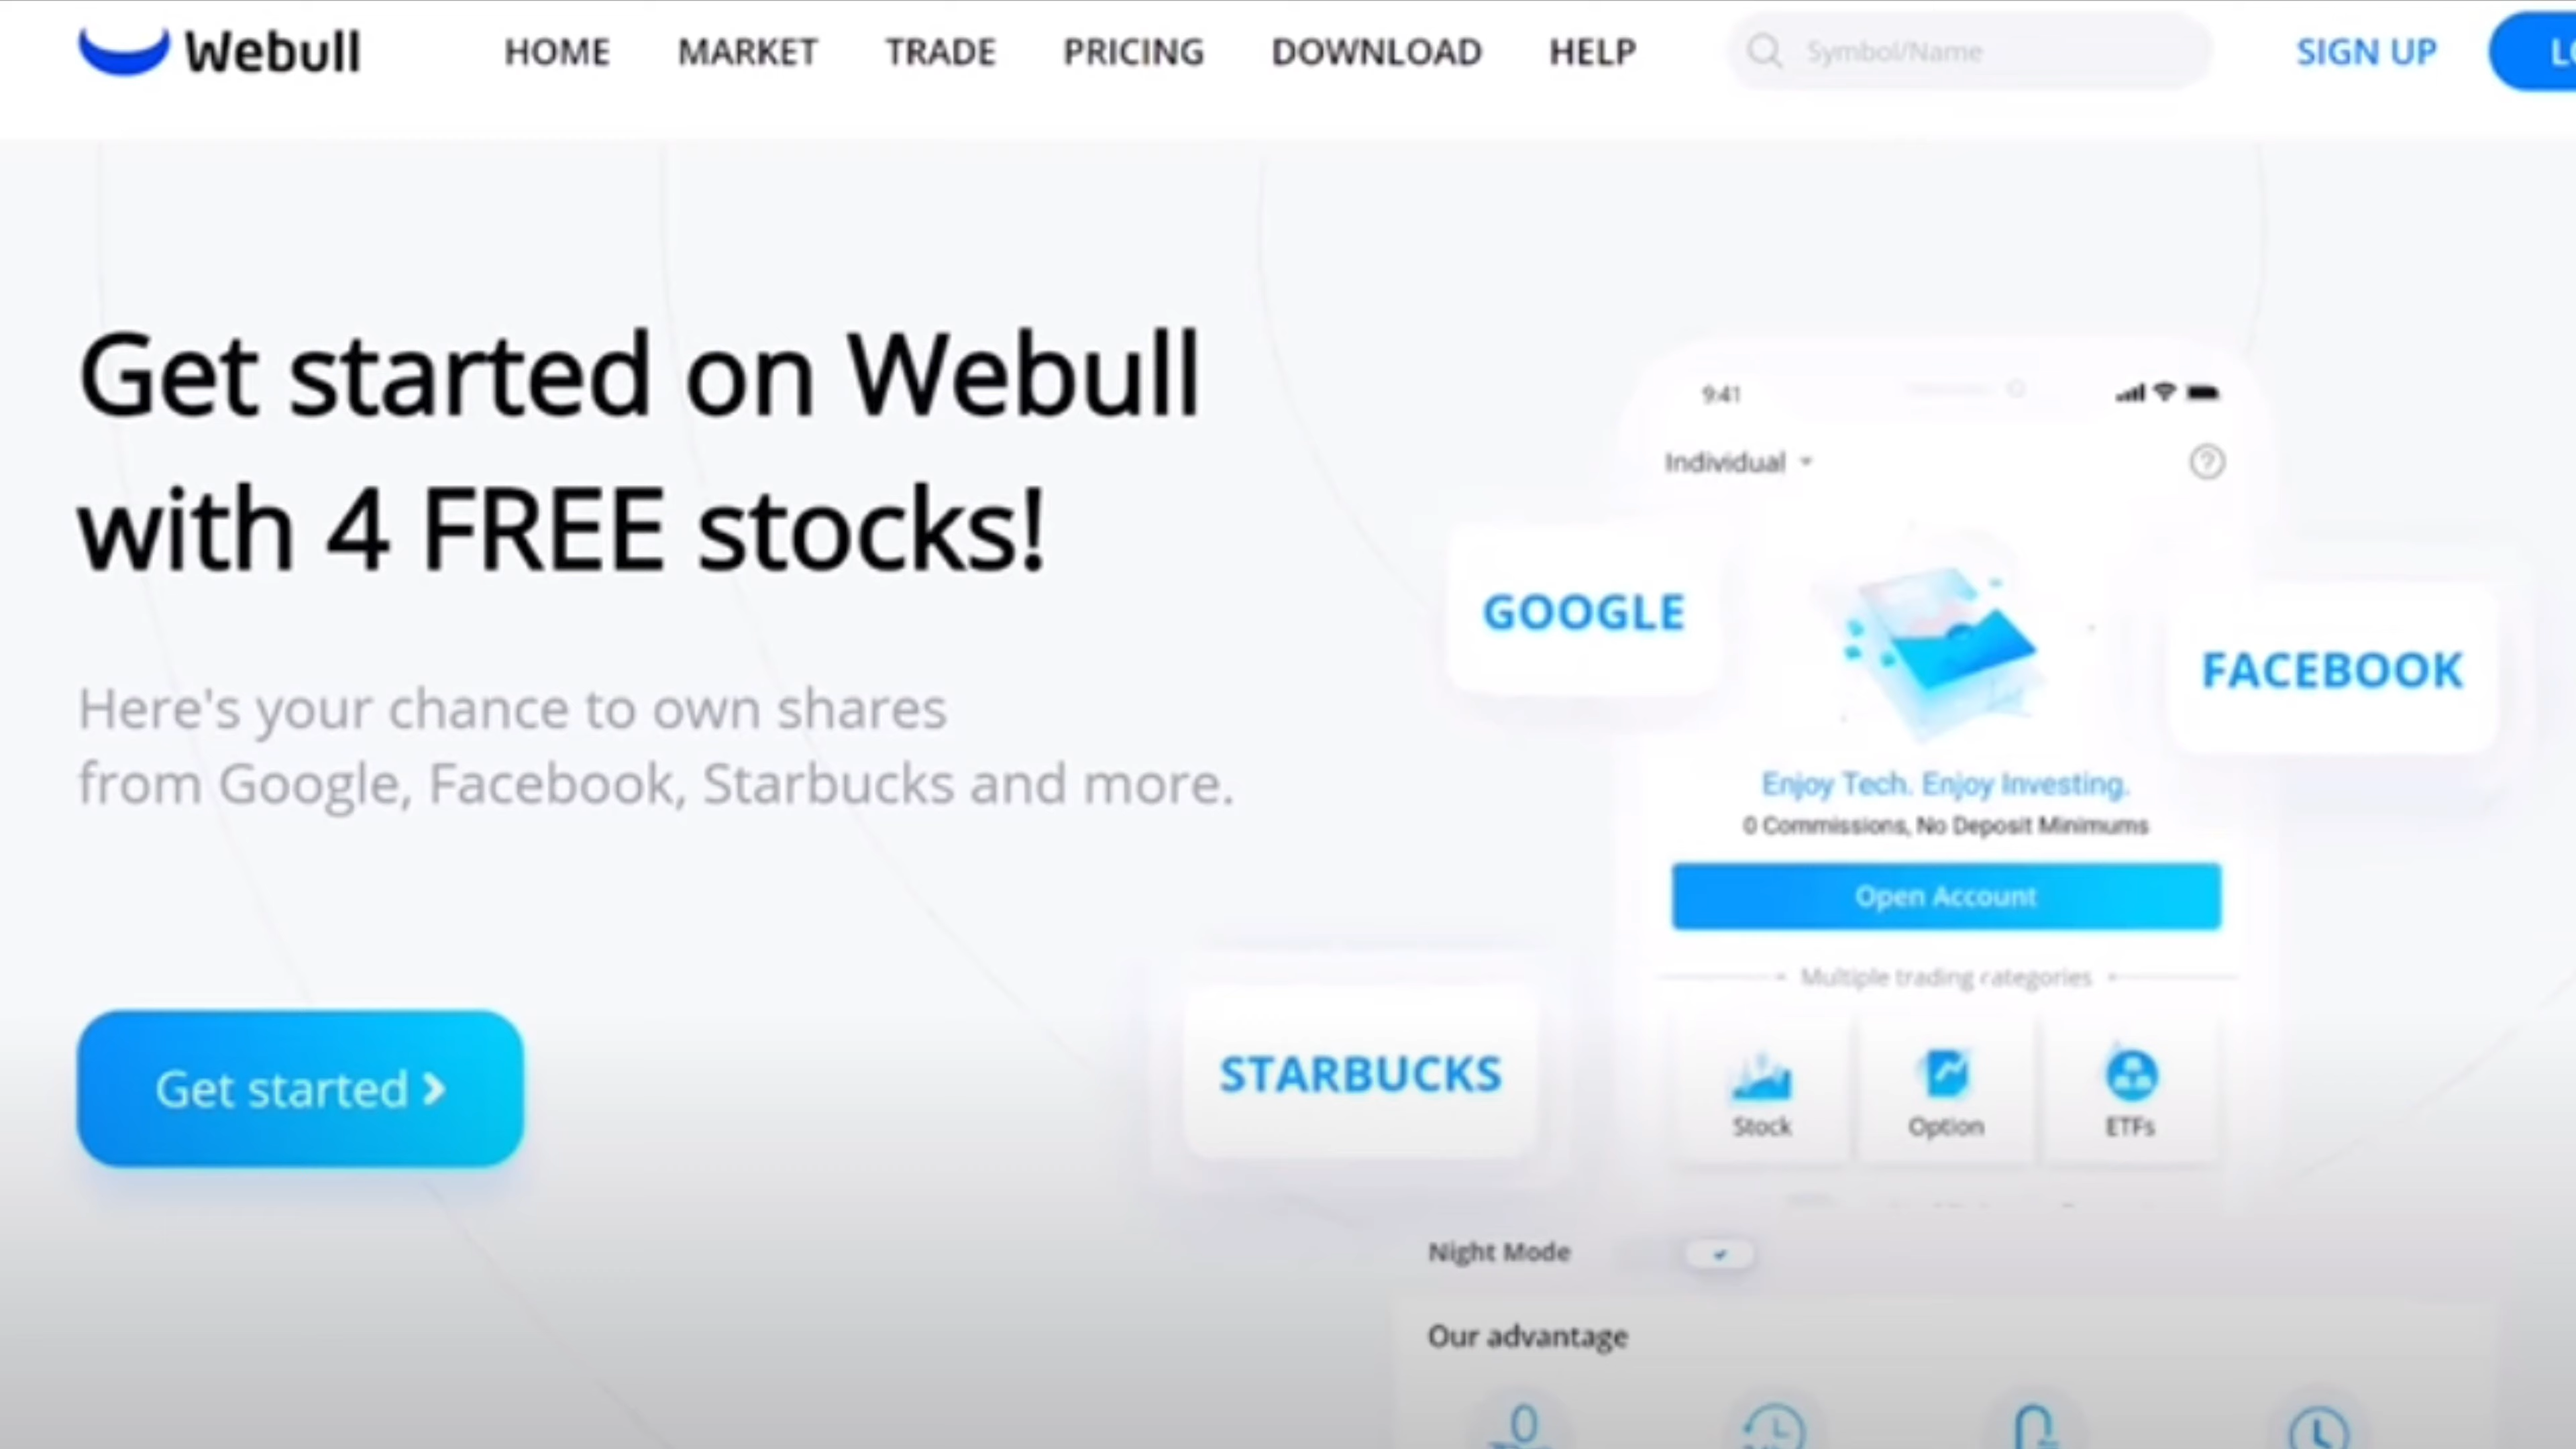 Webull
HOME
MARKET
TRADE
PRICING
DOWNLOAD
HELP
Symbol/Name
SIGN UP
Get started on Webull
with 4 FREE stocks!
Here's your chance to own shares
from Google, Facebook, Starbucks and more.
Get started
GOOGLE
FACEBOOK
STARBUCKS
9:41
Individual
Enjoy Tech. Enjoy Investing.
0 Commissions, No Deposit Minimums
Open Account
Multiple trading categories
Stock
Option
ETFs
Night Mode
Our advantage
0